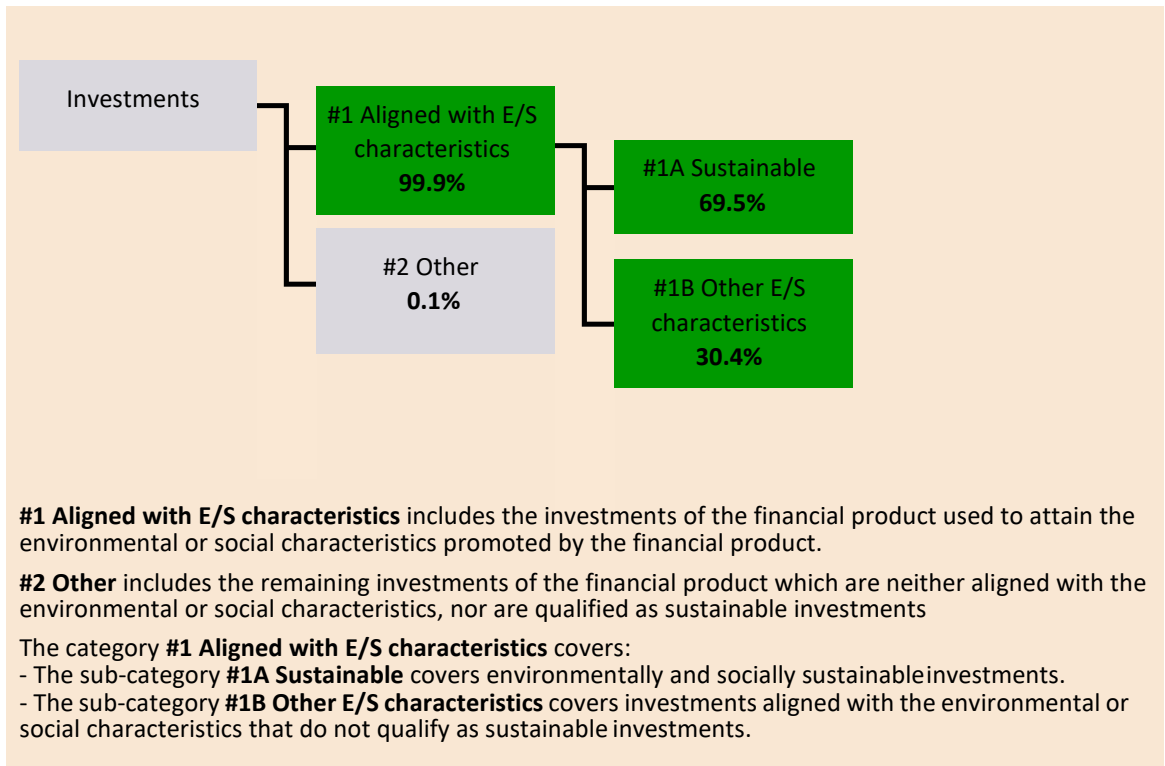 Investments
#1 Aligned with E/S
characteristics
99.9%
#2 Other
0.1%
#1A Sustainable
69.5%
#1B Other E/S
characteristics
30.4%
#1 Aligned with E/S characteristics includes the investments of the financial product used to attain the
environmental or social characteristics promoted by the financial product.
#2 Other includes the remaining investments of the financial product which are neither aligned with the
environmental or social characteristics, nor are qualified as sustainable investments
The category #1 Aligned with E/S characteristics covers:
- The sub-category #1A Sustainable covers environmentally and socially sustainableinvestments.
- The sub-category #1B Other E/S characteristics covers investments aligned with the environmental or
social characteristics that do not qualify as sustainable investments.